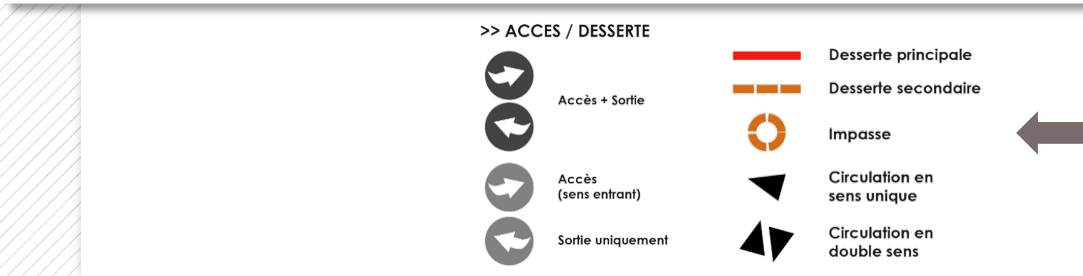 >> ACCES / DESSERTE
Accès + Sortie
Accès
(sens entrant)
Sortie uniquement
Desserte principale
Desserte secondaire
Impasse
Circulation en
sens unique
Circulation en
double sens